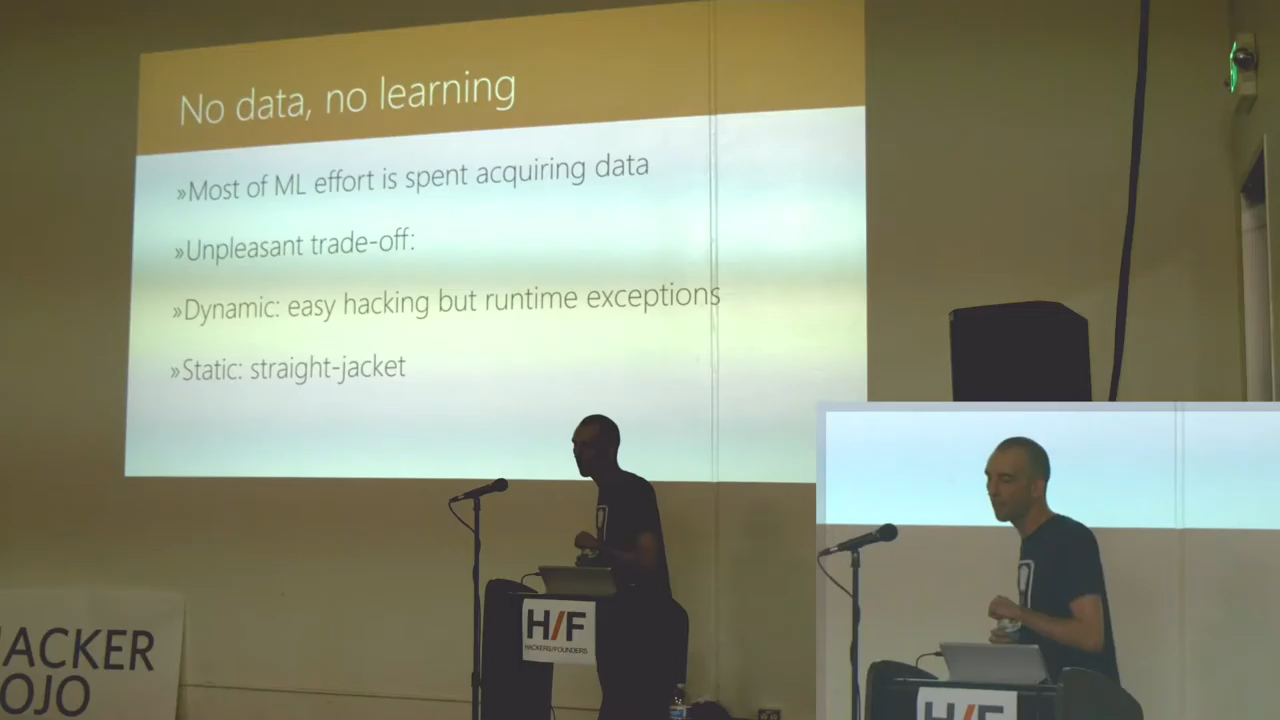 No data, no learning
»Most of ML effort is spent acquiring data
»Unpleasant trade-off:
»Dynamic: easy hacking but runtime exceptions
»Static: straight-jacket
H/F
HACKERS/FOUNDERS
ACKER
OJO
H/F